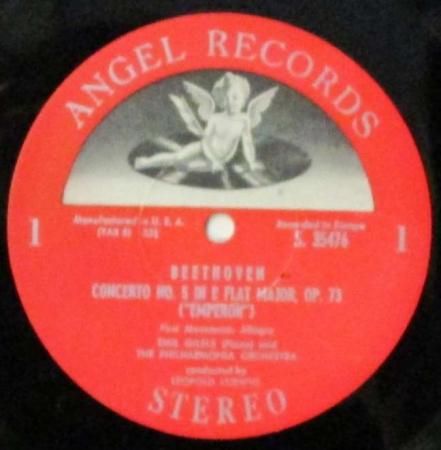 ANGEL RECORDS
Manufactured in U. S. A.
Recorded in Europe
S. 35476
1
1
BEETHOVEN
CONCERTO NO. 5 IN E FLAT MAJOR, OP. 73
("EMPEROR")
First Movement: Allegro
EMIL GILELS (Piano) and
THE PHILHARMONIA ORCHESTRA
conducted by
LEOPOLD LUDWIG
STEREO